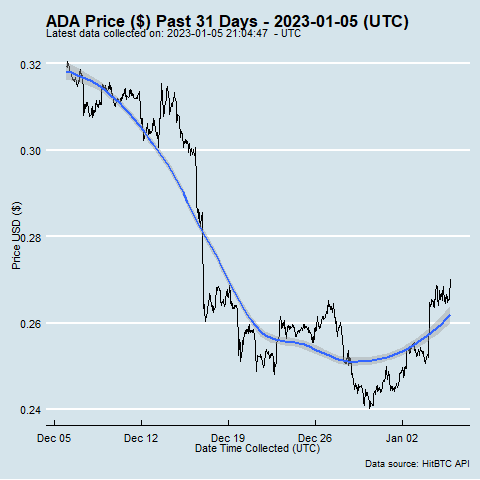 ADA Price ($) Past 31 Days - 2023-01-05 (UTC)
Latest data collected on: 2023-01-05 21:04:47 - UTC
0.32
0.30
0.28
0.26
0.24
Price USD ($)
Dec 05 Dec 12 Dec 19 Dec 26 Jan 02
Date Time Collected (UTC)
Data source: HitBTC API